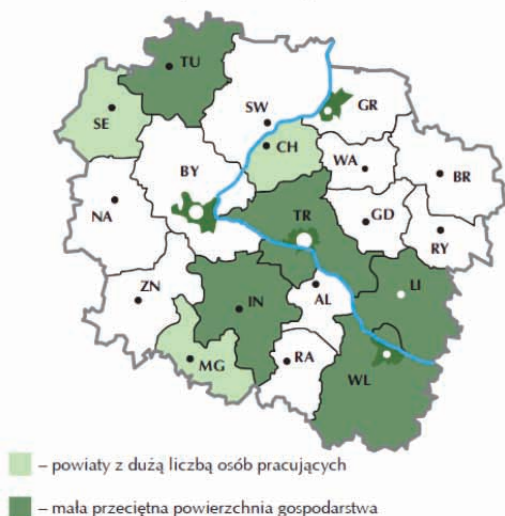 TU
SE
SW
GR
CH
BY
WA
BR
NA
TR
GD
RY
ZN
IN
AL
LI
MG
RA
WL
– powiaty z dużą liczbą osób pracujących
– mała przeciętna powierzchnia gospodarstwa